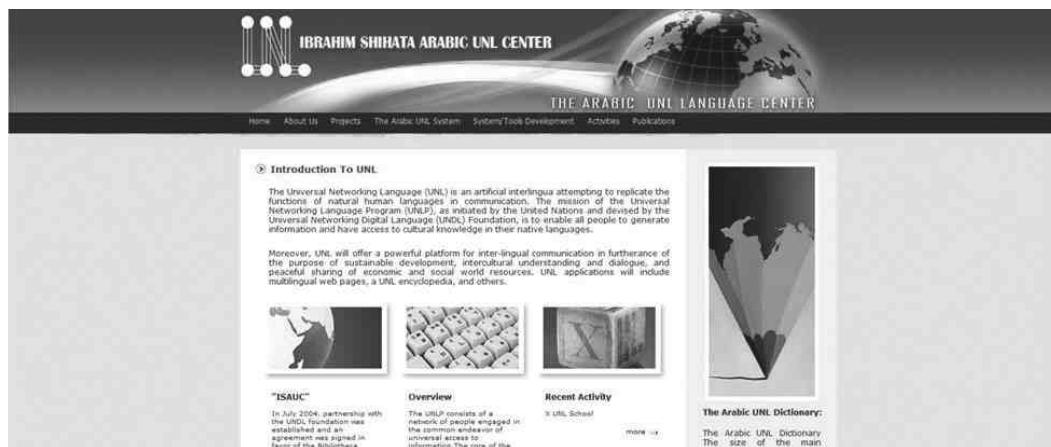 IBRAHIM SHIHATA ARABIC UNL CENTER
THE ARABIC UNL LANGUAGE CENTER
Home About Us Projects The Arabic UNL System System/Tools Development Activities Publications
Introduction To UNL
The Universal Networking Language (UNL) is an artificial interlingua attempting to replicate the
functions of natural human languages in communication. The mission of the Universal
Networking Language Program (UNLP), as initiated by the United Nations and devised by the
Universal Networking Digital Language (UNDL) Foundation, is to enable all people to generate
information and have access to cultural knowledge in their native languages.
Moreover, UNL will offer a powerful platform for inter-lingual communication in furtherance of
the purpose of sustainable development, intercultural understanding and dialogue, and
peaceful sharing of economic and social world resources. UNL applications will include
multilingual web pages, a UNL encyclopedia, and others.
X
"ISAUC"
In July 2004, partnership with
the UNDL foundation was
established and an
agreement was signed in
favor of the Bibliotheca
Overview
The UNLP consists of a
network of people engaged in
the common endeavor of
universal access to
information. The core of the
Recent Activity
X UNL School
more
The Arabic UNL Dictionary:
The Arabic UNL Dictionary
The size of the main